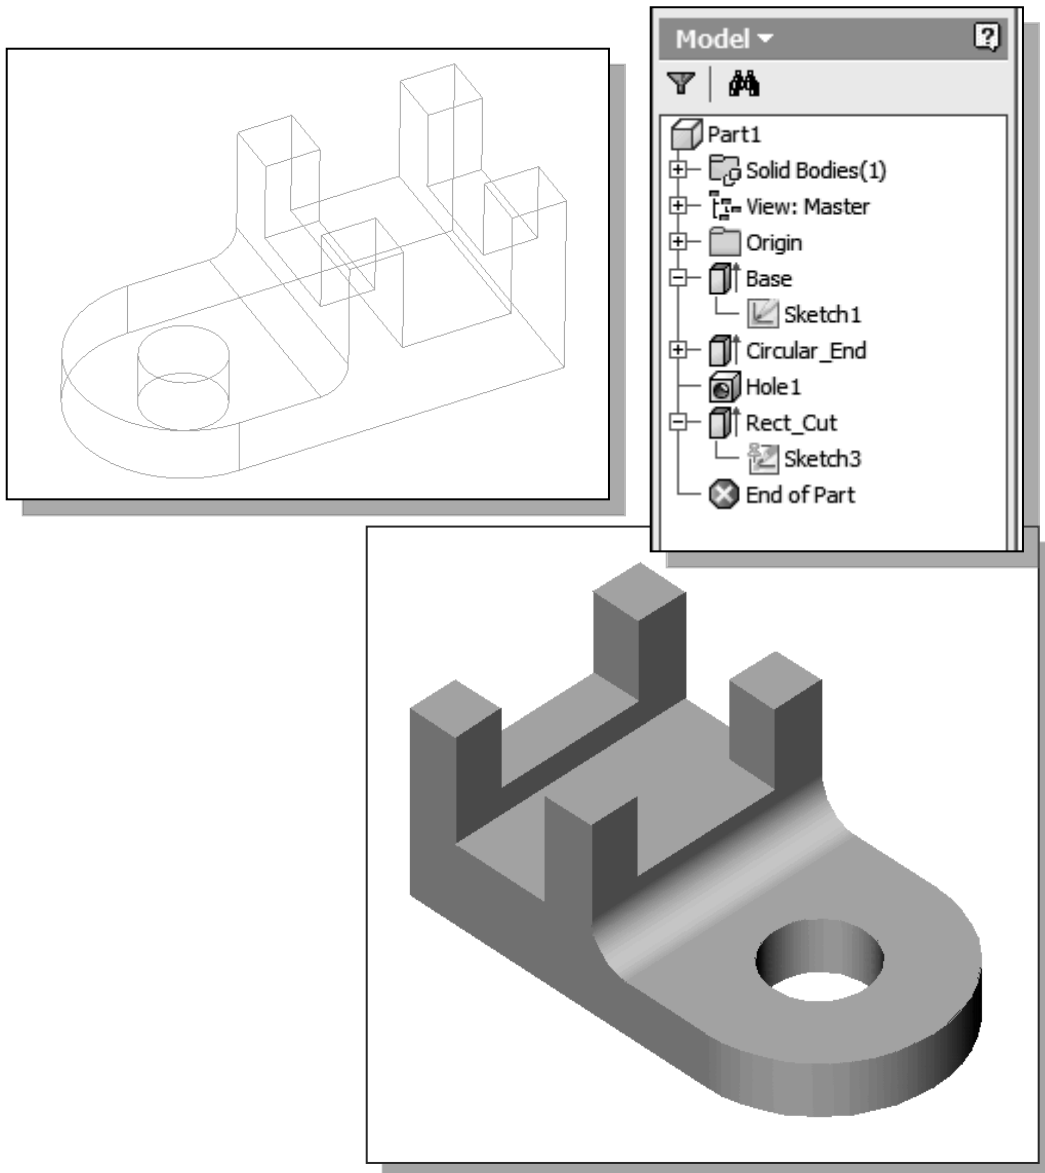 Model
?
Part1
Solid Bodies(1)
View: Master
Origin
Base
Sketch1
Circular_End
Hole1
Rect_Cut
Sketch3
End of Part